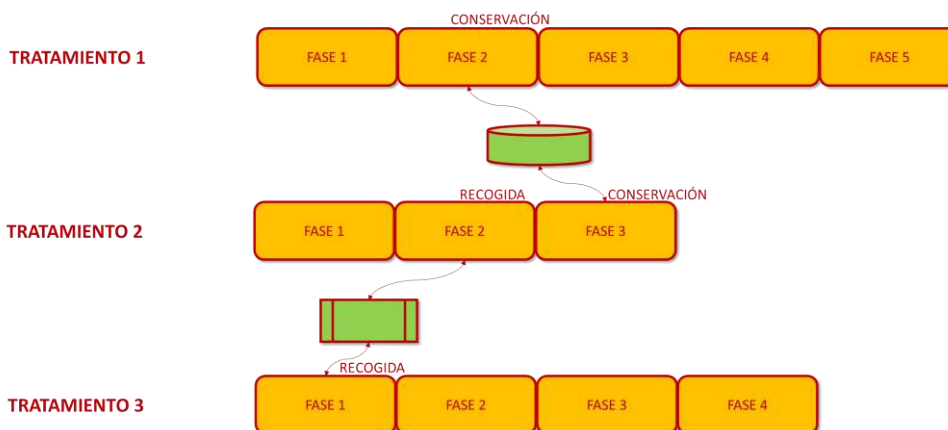 CONSERVACIÓN
TRATAMIENTO 1 FASE 1 FASE 2 FASE 3 FASE 4 FASE 5
RECOGIDA CONSERVACIÓN
TRATAMIENTO 2 FASE 1 FASE 2 FASE 3
RECOGIDA
TRATAMIENTO 3 FASE 1 FASE 2 FASE 3 FASE 4